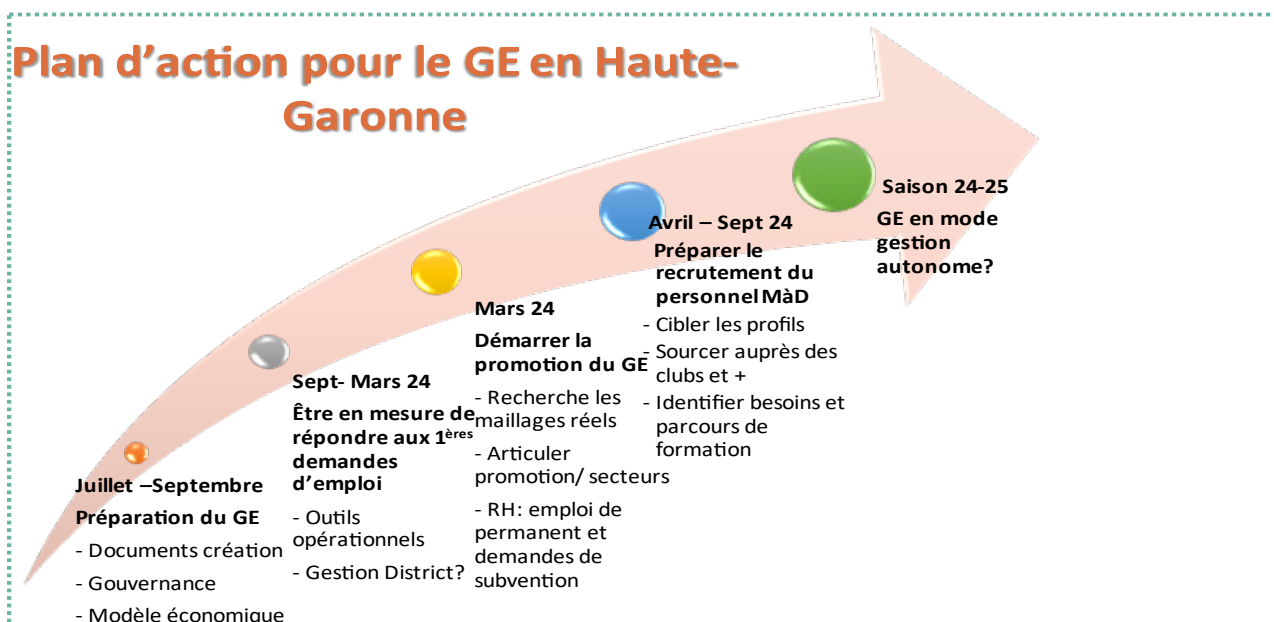 Plan d’action pour le GE en Haute-
Garonne
Juillet –Septembre
Préparation du GE
- Documents création
- Gouvernance
- Modèle économique
Sept- Mars 24
Être en mesure de
répondre aux 1ères
demandes
d’emploi
- Outils
opérationnels
- Gestion District?
Mars 24
Démarrer la
promotion du GE
- Recherche les
maillages réels
- Articuler
promotion/ secteurs
- RH: emploi de
permanent et
demandes de
subvention
Avril – Sept 24
Préparer le
recrutement du
personnel MàD
- Cibler les profils
- Sourcer auprès des
clubs et +
- Identifier besoins et
parcours de
formation
Saison 24-25
GE en mode
gestion
autonome?